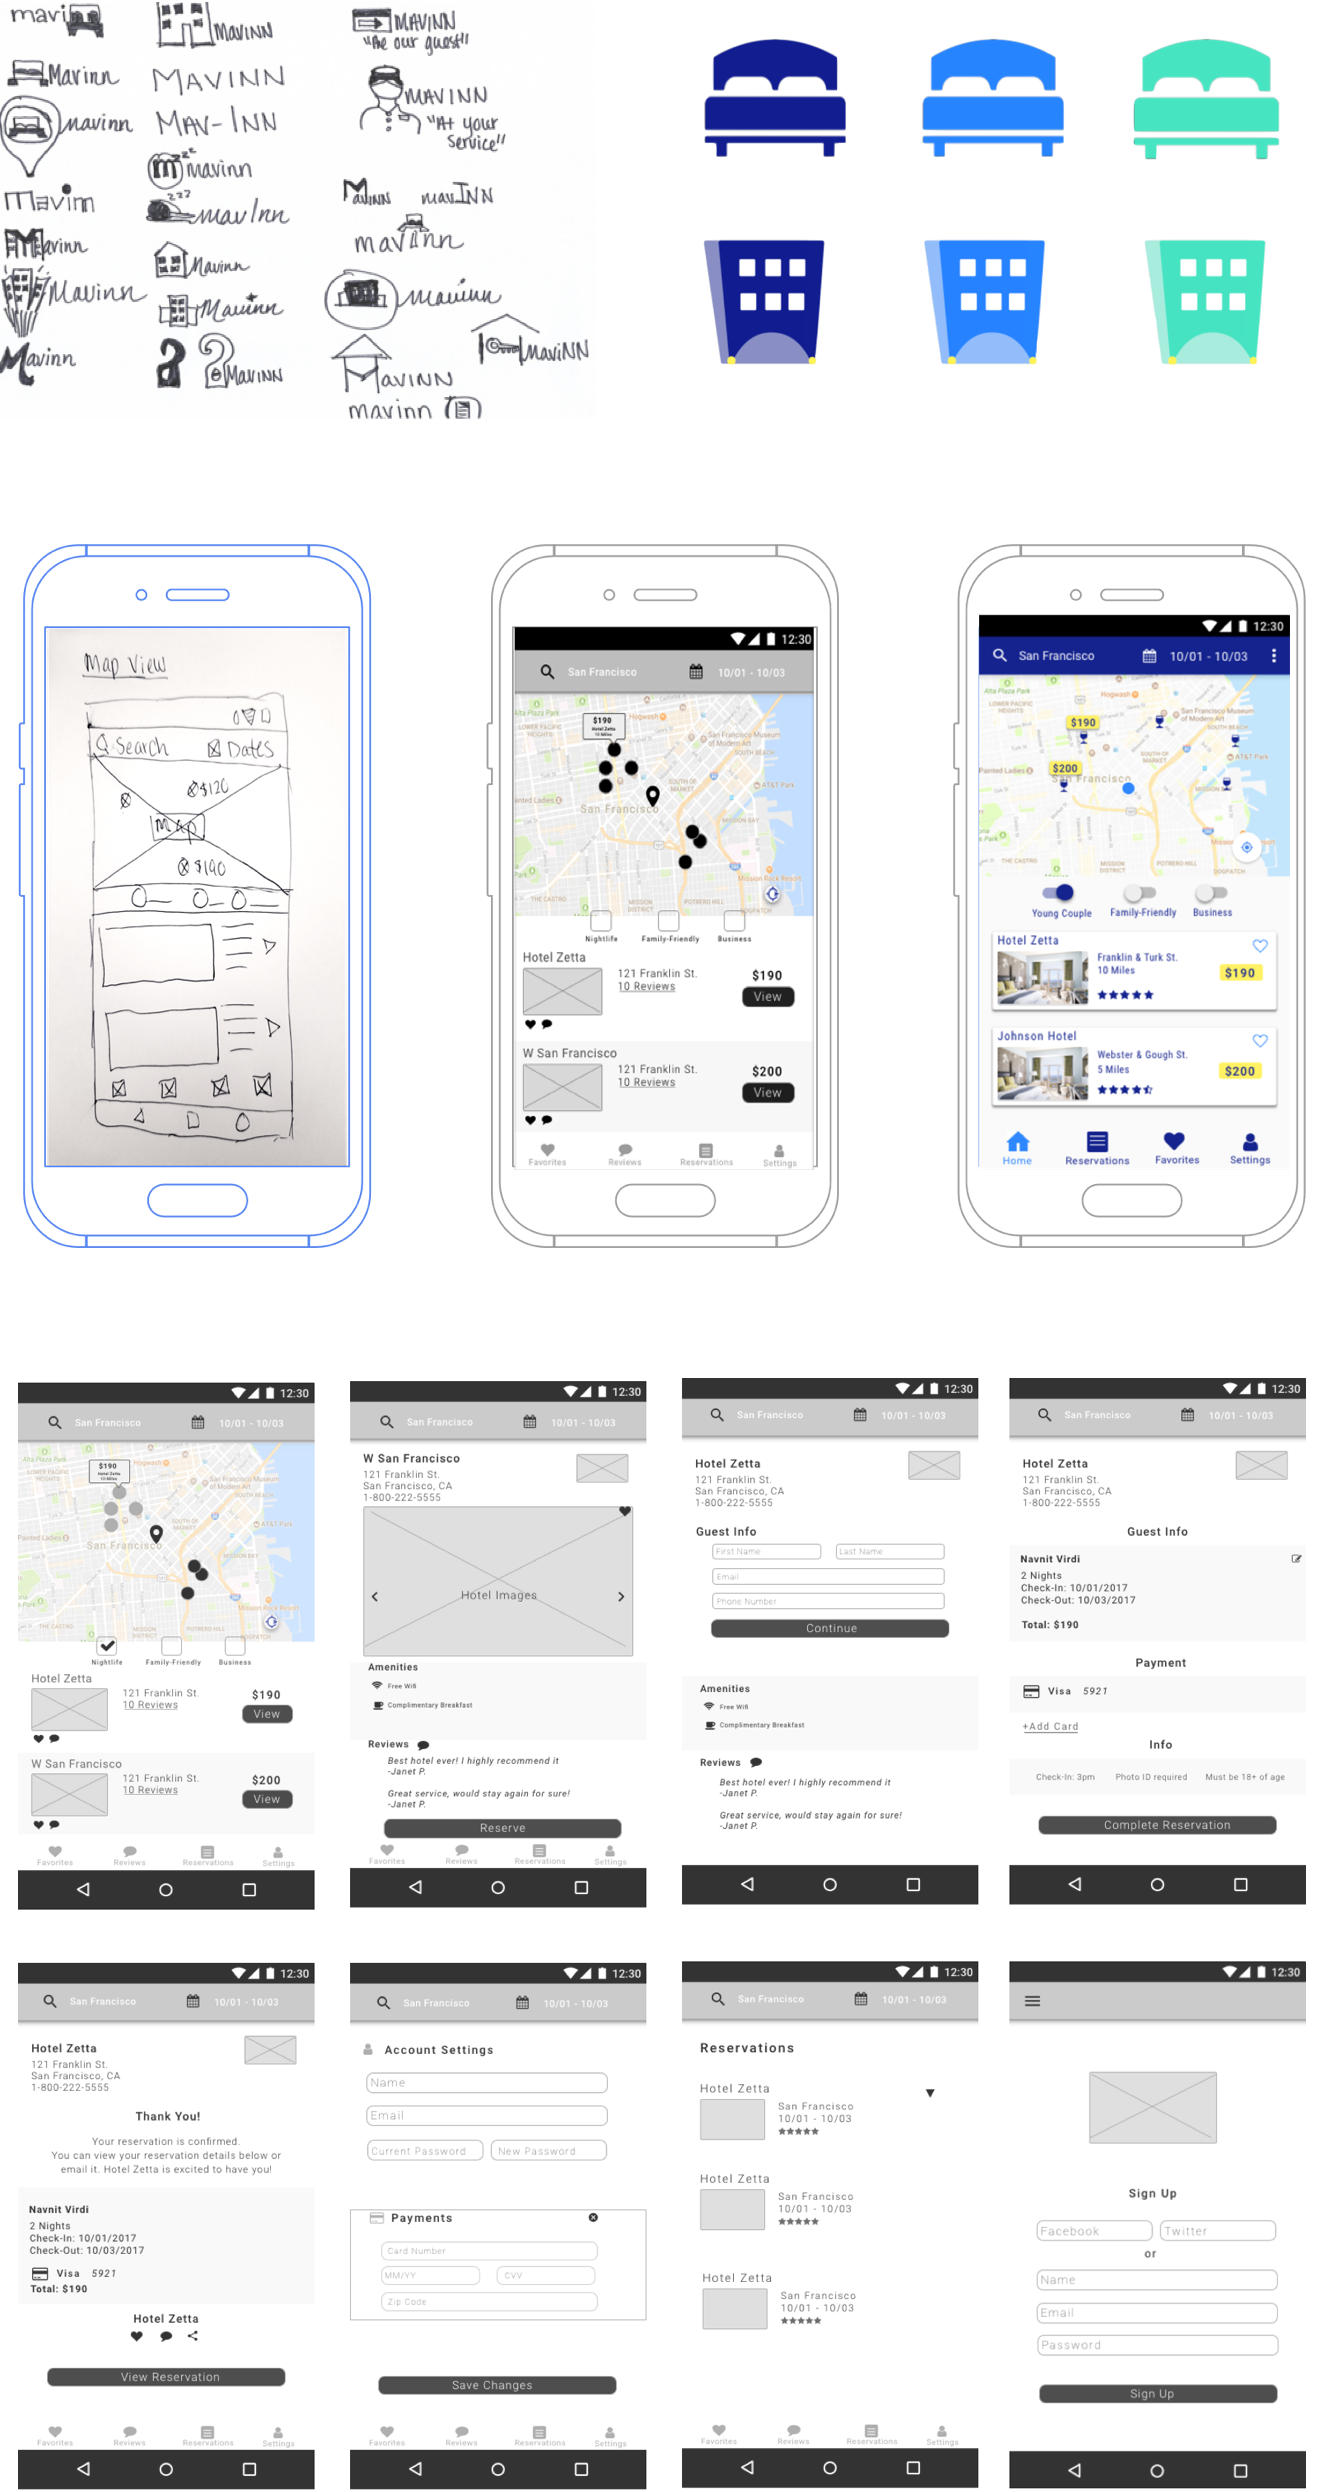 mavinn
Mavinn
mavinn
mavinn
Mavinn
Mavinn
Mavinn
MAVINN
MAVINN
MAV-INN
zzz
mavinn
zzz
mavInn
Mavinn
Mavinn
MAVINN
MAVINN
"Be our guest"
MAVINN
"At your
Service"
MAVINN
mavINN
mavInn
mavinn
MaviNN
MAVINN
mavinn
Map View
Search
Dates
$120
MAP
$190
12:30
San Francisco
10/01 - 10/03
$190
Hotel Zetta
10 Miles
San Francisco
Nightlife
Family-Friendly
Business
Hotel Zetta
121 Franklin St.
10 Reviews
$190
View
W San Francisco
121 Franklin St.
10 Reviews
$200
View
Favorites
Reviews
Reservations
Settings
12:30
San Francisco
10/01 - 10/03
$190
$200
San Francisco
Young Couple
Family-Friendly
Business
Hotel Zetta
Franklin & Turk St.
10 Miles
$190
Johnson Hotel
Webster & Gough St.
5 Miles
$200
Home
Reservations
Favorites
Settings
12:30
San Francisco
10/01 - 10/03
$190
Hotel Zetta
10 Miles
San Francisco
Nightlife
Family-Friendly
Business
Hotel Zetta
121 Franklin St.
10 Reviews
$190
View
W San Francisco
121 Franklin St.
10 Reviews
$200
View
Favorites
Reviews
Reservations
Settings
12:30
San Francisco
10/01 - 10/03
W San Francisco
121 Franklin St.
San Francisco, CA
1-800-222-5555
Hotel Images
Amenities
Free Wifi
Complimentary Breakfast
Reviews
Best hotel ever! I highly recommend it
-Janet P.
Great service, would stay again for sure!
-Janet P.
Reserve
Favorites
Reviews
Reservations
Settings
12:30
San Francisco
10/01 - 10/03
Hotel Zetta
121 Franklin St.
San Francisco, CA
1-800-222-5555
Guest Info
First Name
Last Name
Email
Phone Number
Continue
Amenities
Free Wifi
Complimentary Breakfast
Reviews
Best hotel ever! I highly recommend it
-Janet P.
Great service, would stay again for sure!
-Janet P.
12:30
San Francisco
10/01 - 10/03
Hotel Zetta
121 Franklin St.
San Francisco, CA
1-800-222-5555
Guest Info
Navnit Virdi
2 Nights
Check-In: 10/01/2017
Check-Out: 10/03/2017
Total: $190
Payment
Visa 5921
+Add Card
Info
Check-In: 3pm
Photo ID required
Must be 18+ of age
Complete Reservation
12:30
San Francisco
10/01 - 10/03
Hotel Zetta
121 Franklin St.
San Francisco, CA
1-800-222-5555
Thank You!
Your reservation is confirmed.
You can view your reservation details below or
email it. Hotel Zetta is excited to have you!
Navnit Virdi
2 Nights
Check-In: 10/01/2017
Check-Out: 10/03/2017
Visa 5921
Total: $190
Hotel Zetta
View Reservation
Favorites
Reviews
Reservations
Settings
12:30
San Francisco
10/01 - 10/03
Account Settings
Name
Email
Current Password
New Password
Payments
Card Number
MM/YY
CVV
Zip Code
Save Changes
Favorites
Reviews
Reservations
Settings
12:30
San Francisco
10/01 - 10/03
Reservations
Hotel Zetta
San Francisco
10/01 - 10/03
Hotel Zetta
San Francisco
10/01 - 10/03
Hotel Zetta
San Francisco
10/01 - 10/03
Favorites
Reviews
Reservations
Settings
12:30
Sign Up
Facebook
Twitter
or
Name
Email
Password
Sign Up